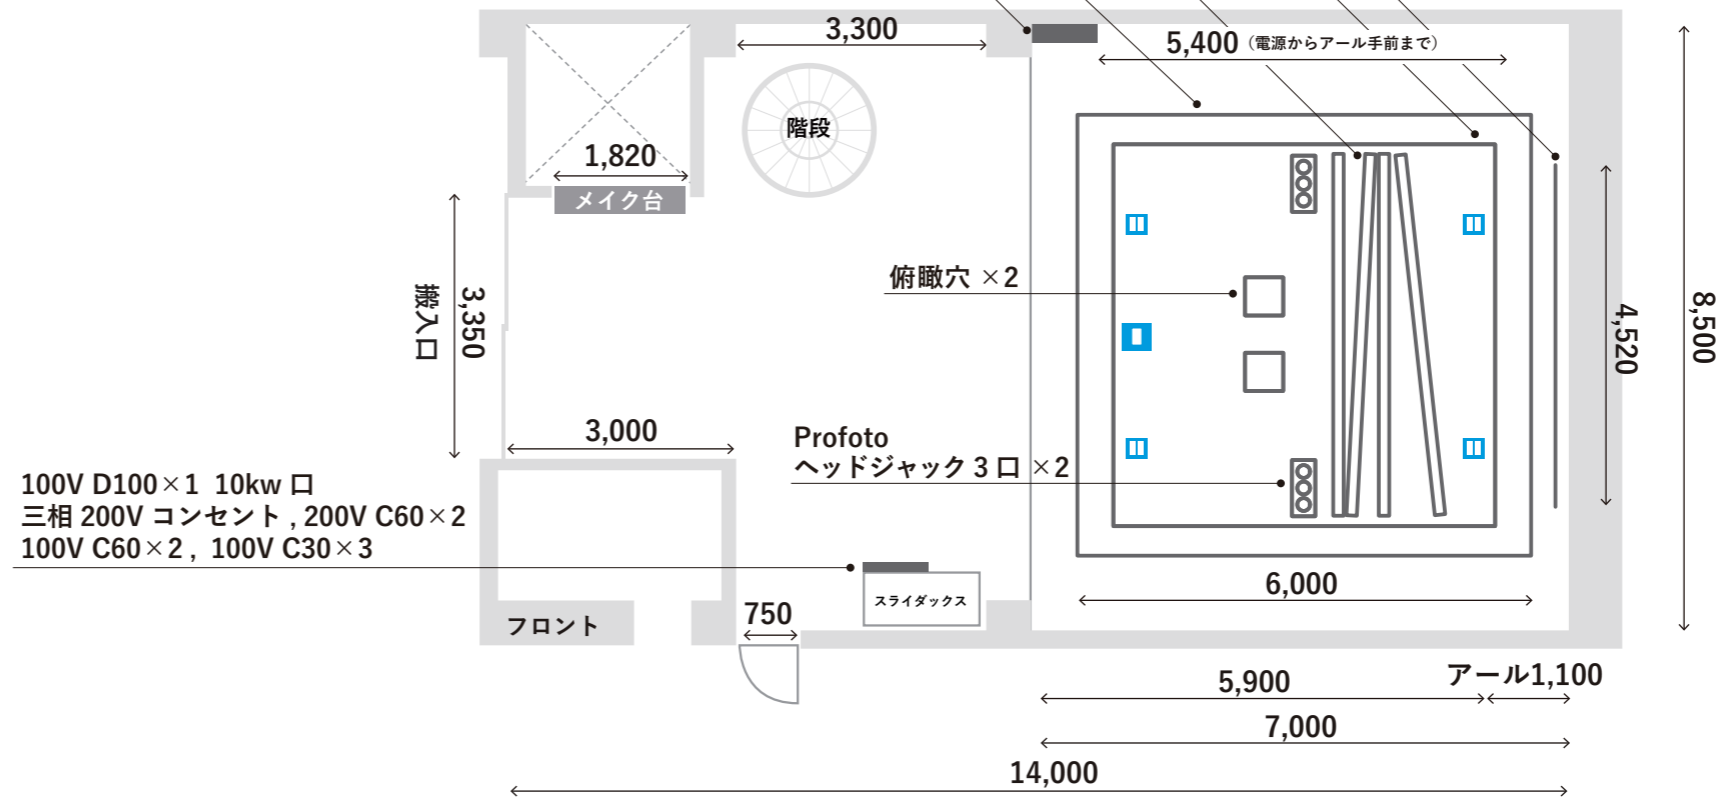 3,300
5,400（電源からアール手前まで）
階段
1,820
メイク台
俯瞰穴 ×2
搬入口
3,350
4,520
8,500
3,000
Profoto
ヘッドジャック 3 口 ×2
100V D100×1 10kw 口
三相 200V コンセント , 200V C60×2
100V C60×2 , 100V C30×3
スライダックス
フロント
750
6,000
5,900
アール1,100
7,000
14,000